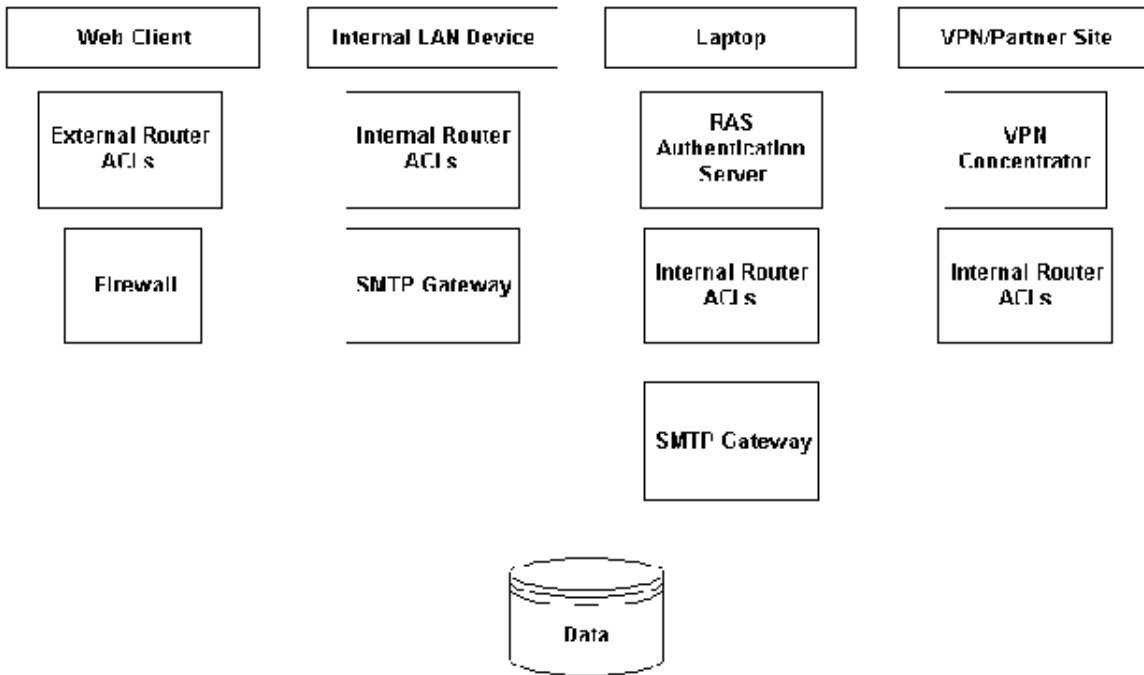 Web Client
Internal LAN Device
Laptop
VPN/Partner Site
External Router
ACLs
Internal Router
ACLs
RAS
Authentication
Server
VPN
Concentrator
Firewall
SMTP Gateway
Internal Router
ACLs
Internal Router
ACLs
SMTP Gateway
Data